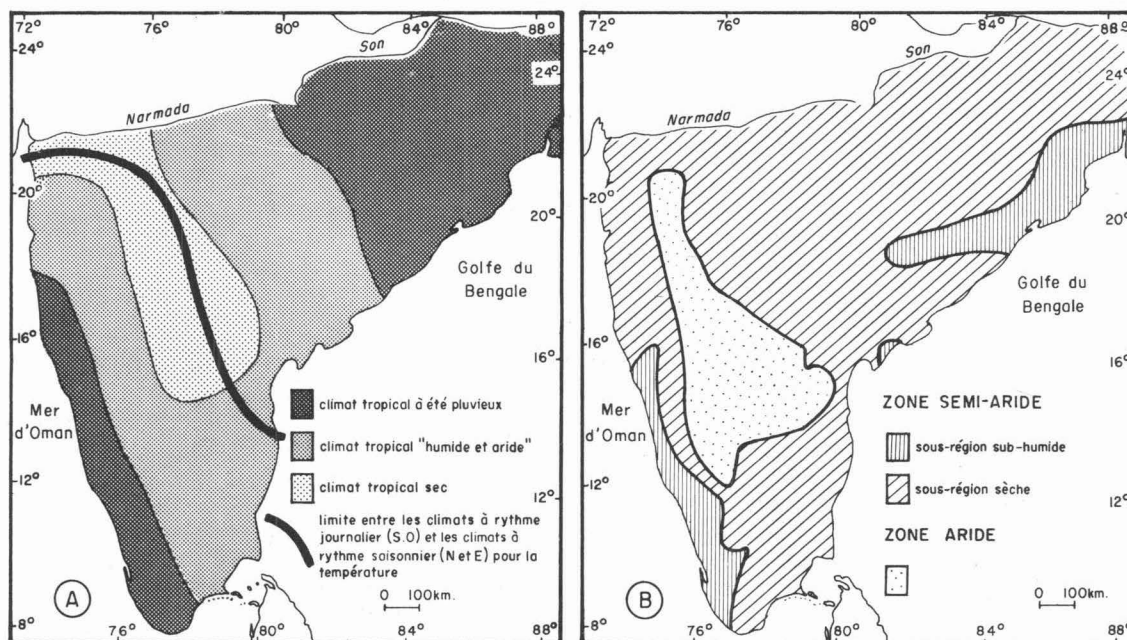 72° 76° 80° 84° 88°
24°
Son
24°
Narmada
20°
20°
Golfe du
Bengale
16°
16°
Mer
d'Oman
climat tropical à été pluvieux
climat tropical "humide et aride"
climat tropical sec
12°
12°
limite entre les climats à rythme
journalier (S.O) et les climats à
rythme saisonnier (N et E) pour la
température
A
0 100km.
8°
76° 80° 84° 88°
72° 76° 80° 84° 88°
24°
Son
24°
Narmada
20°
20°
Golfe du
Bengale
16°
16°
Mer
d'Oman
ZONE SEMI-ARIDE
sous-région sub-humide
sous-région sèche
12°
12°
ZONE ARIDE
B
0 100km.
8°
76° 80° 84° 88°